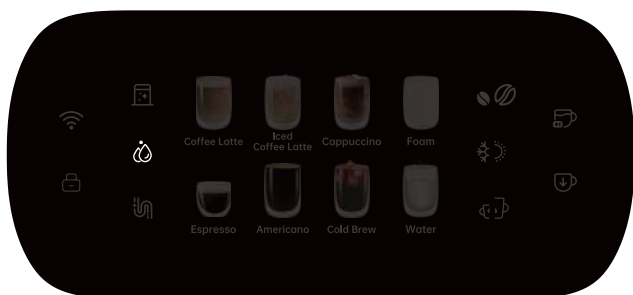 Coffee Latte
Iced
Coffee Latte
Cappuccino
Foam
Espresso
Americano
Cold Brew
Water